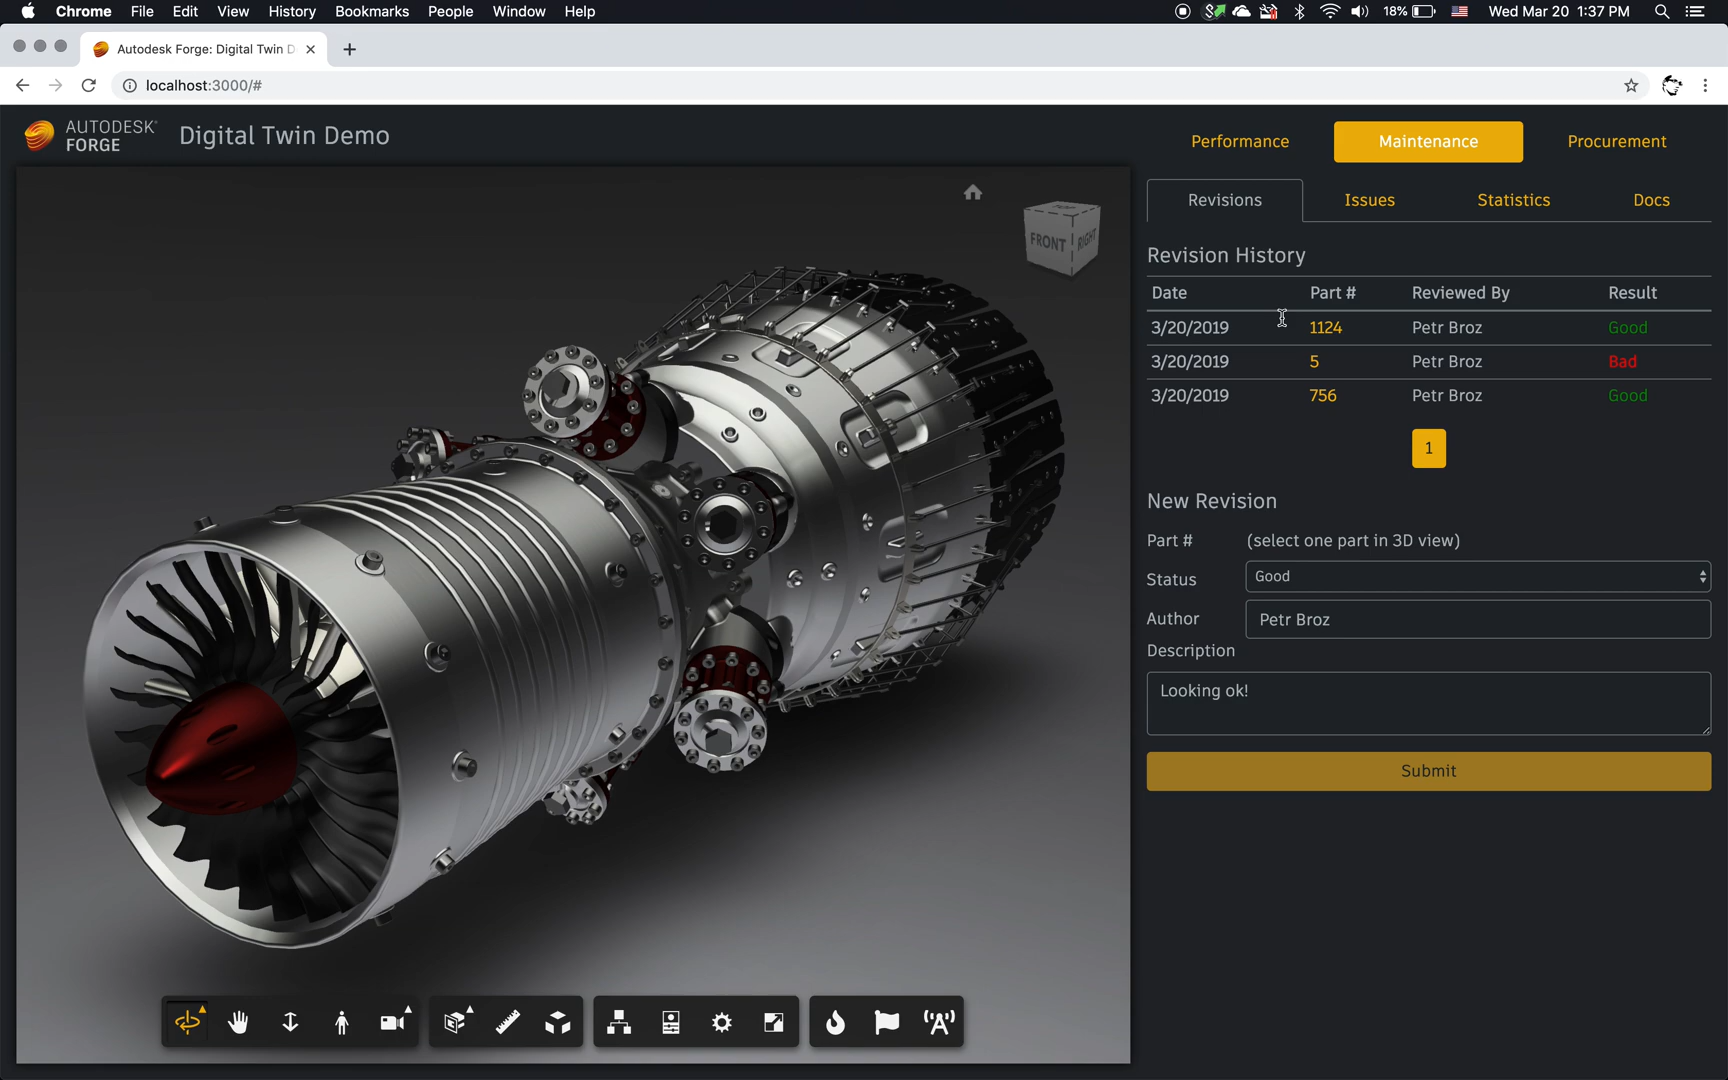 Chrome File Edit View History Bookmarks People Window Help 18% Wed Mar 20 1:37 PM
Autodesk Forge: Digital Twin D
localhost:3000/#
AUTODESK
FORGE
Digital Twin Demo
Performance Maintenance Procurement
Revisions Issues Statistics Docs
Revision History
Date Part # Reviewed By Result
3/20/2019 1124 Petr Broz Good
3/20/2019 5 Petr Broz Bad
3/20/2019 756 Petr Broz Good
1
New Revision
Part # (select one part in 3D view)
Status Good
Author Petr Broz
Description
Looking ok!
Submit
TOP
FRONT RIGHT